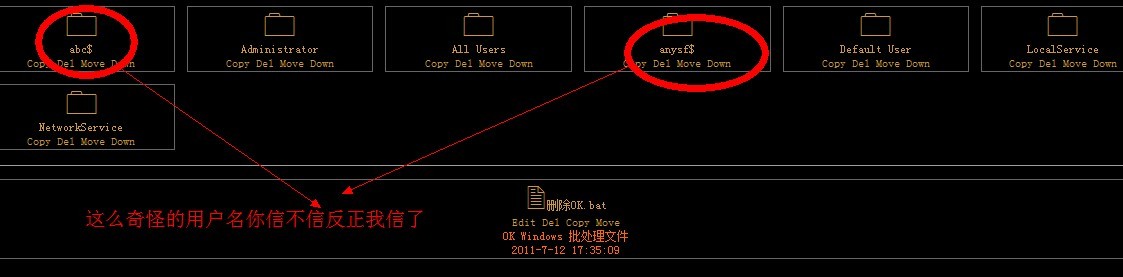 abc$ Administrator All Users anysf$ Default User LocalService
Copy Del Move Down Copy Del Move Down Copy Del Move Down Copy Del Move Down Copy Del Move Down Copy Del Move Down
NetworkService
Copy Del Move Down
这么奇怪的用户名你信不信反正我信了
删除OK.bat
Edit Del Copy Move
OK Windows 批处理文件
2011-7-12 17:35:09